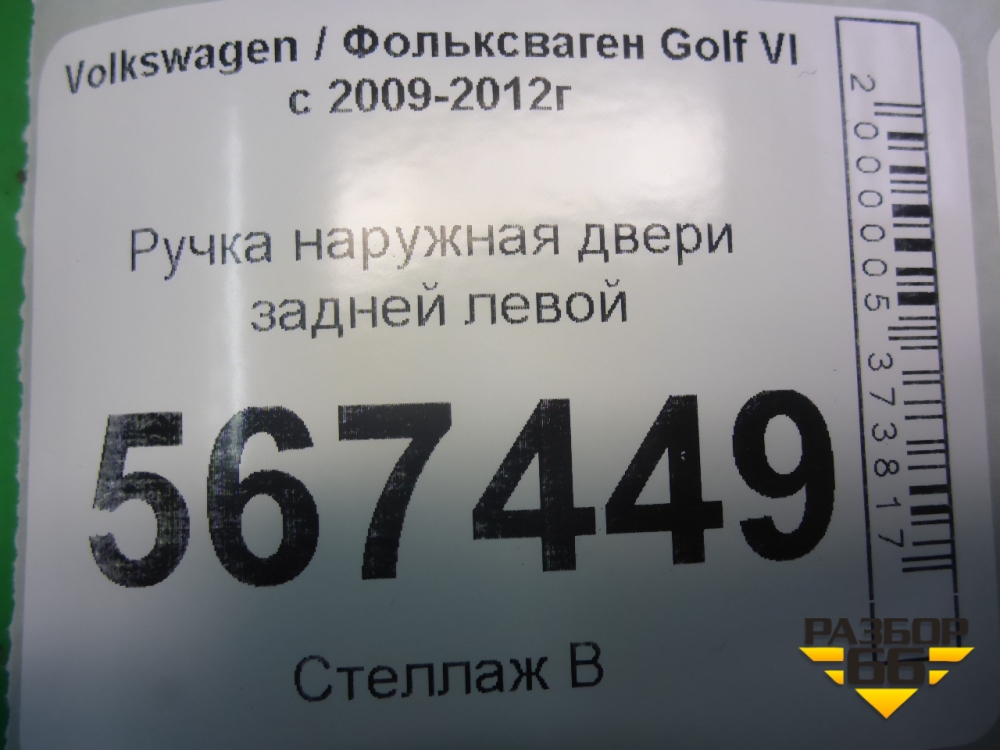 Volkswagen / Фольксваген Golf VI
с 2009-2012г
Ручка наружная двери
задней левой
567449
Стеллаж В
2000005373817
РАЗБОР
66